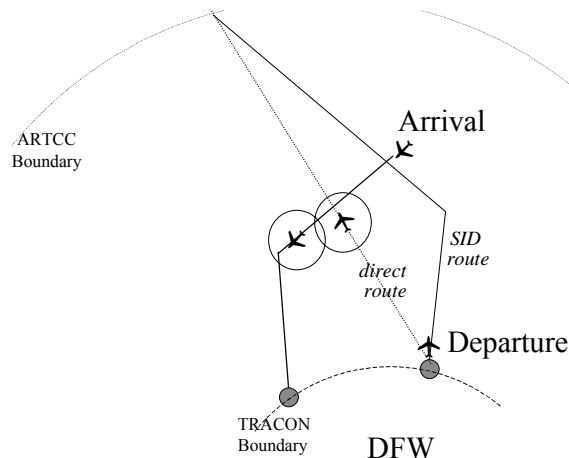 ARTCC
Boundary
Arrival
SID
route
direct
route
Departure
TRACON
Boundary
DFW